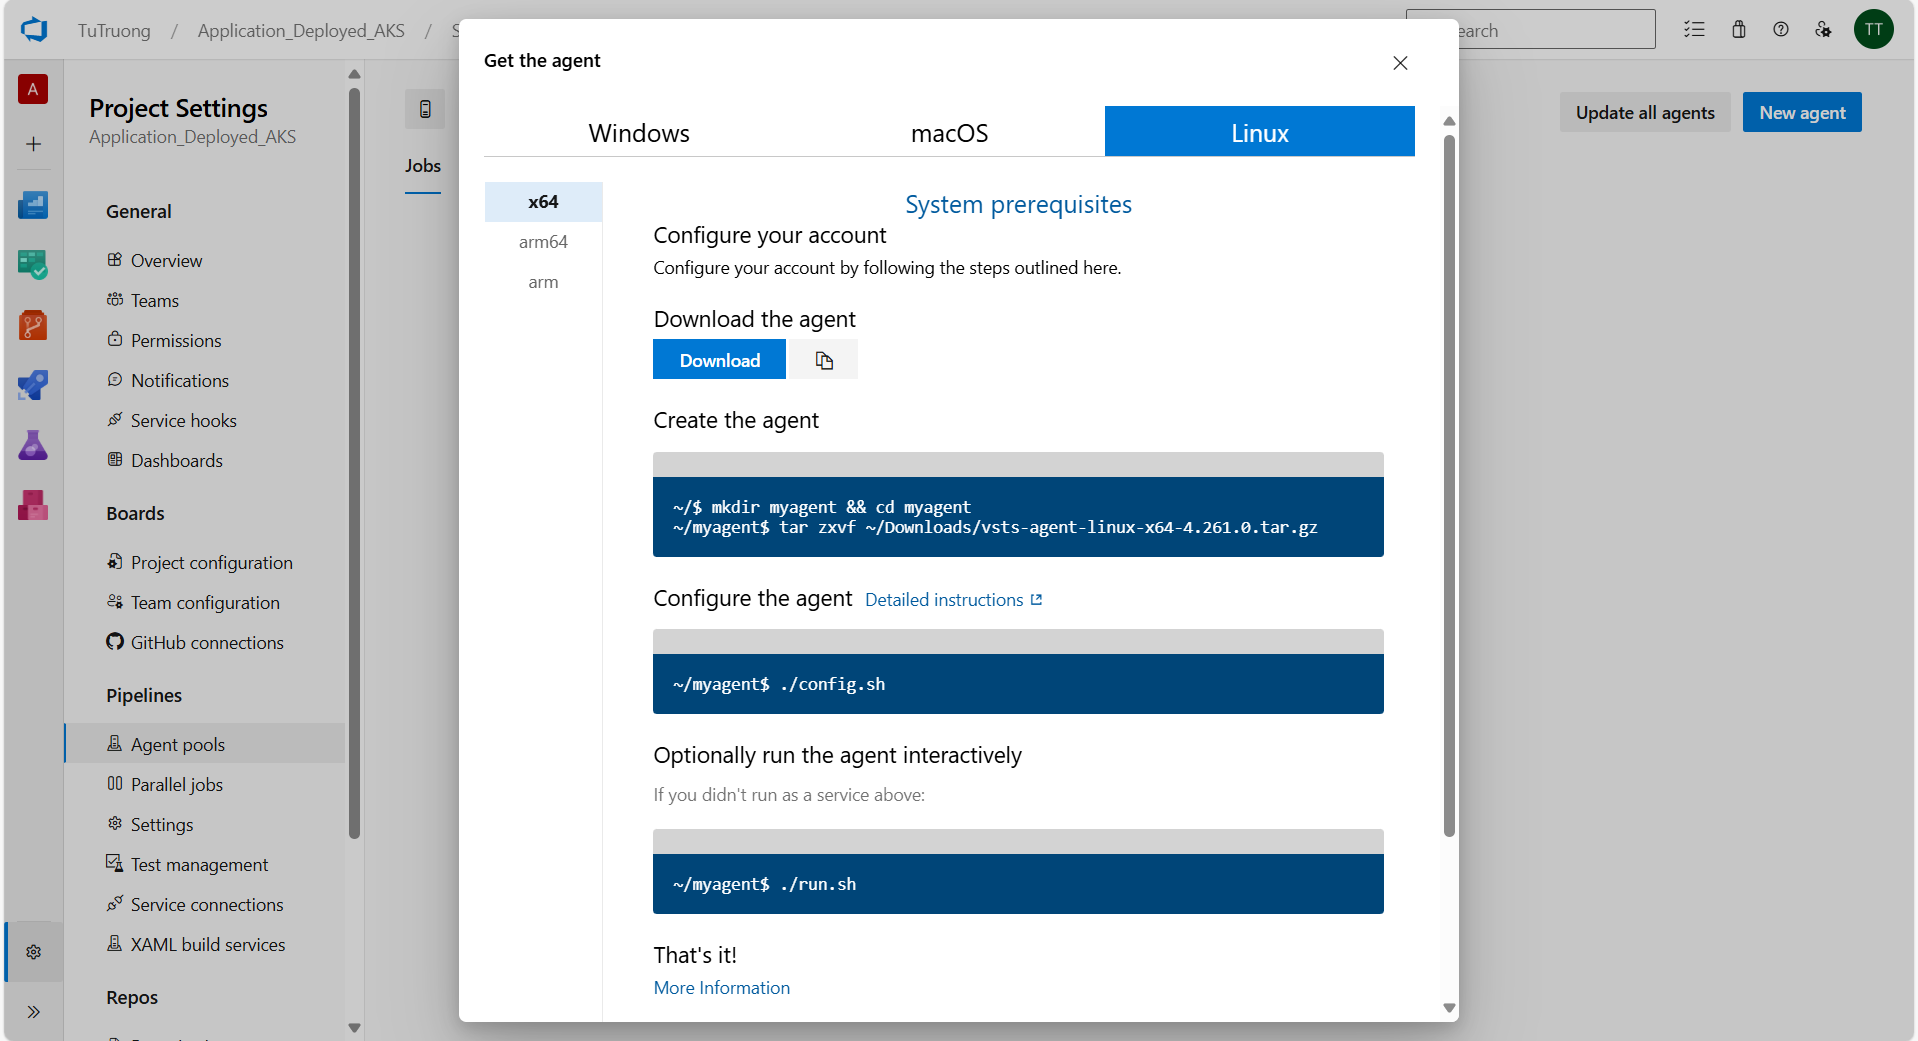 TuTruong / Application_Deployed_AKS / S
earch
TT
A
Project Settings
Application_Deployed_AKS
General
Overview
Teams
Permissions
Notifications
Service hooks
Dashboards
Boards
Project configuration
Team configuration
GitHub connections
Pipelines
Agent pools
Parallel jobs
Settings
Test management
Service connections
XAML build services
Repos
Jobs
Update all agents
New agent
Get the agent
Windows
macOS
Linux
x64
arm64
arm
System prerequisites
Configure your account
Configure your account by following the steps outlined here.
Download the agent
Download
Create the agent
~/$ mkdir myagent && cd myagent
~/myagent$ tar zxvf ~/Downloads/vsts-agent-linux-x64-4.261.0.tar.gz
Configure the agent Detailed instructions
~/myagent$ ./config.sh
Optionally run the agent interactively
If you didn't run as a service above:
~/myagent$ ./run.sh
That's it!
More Information